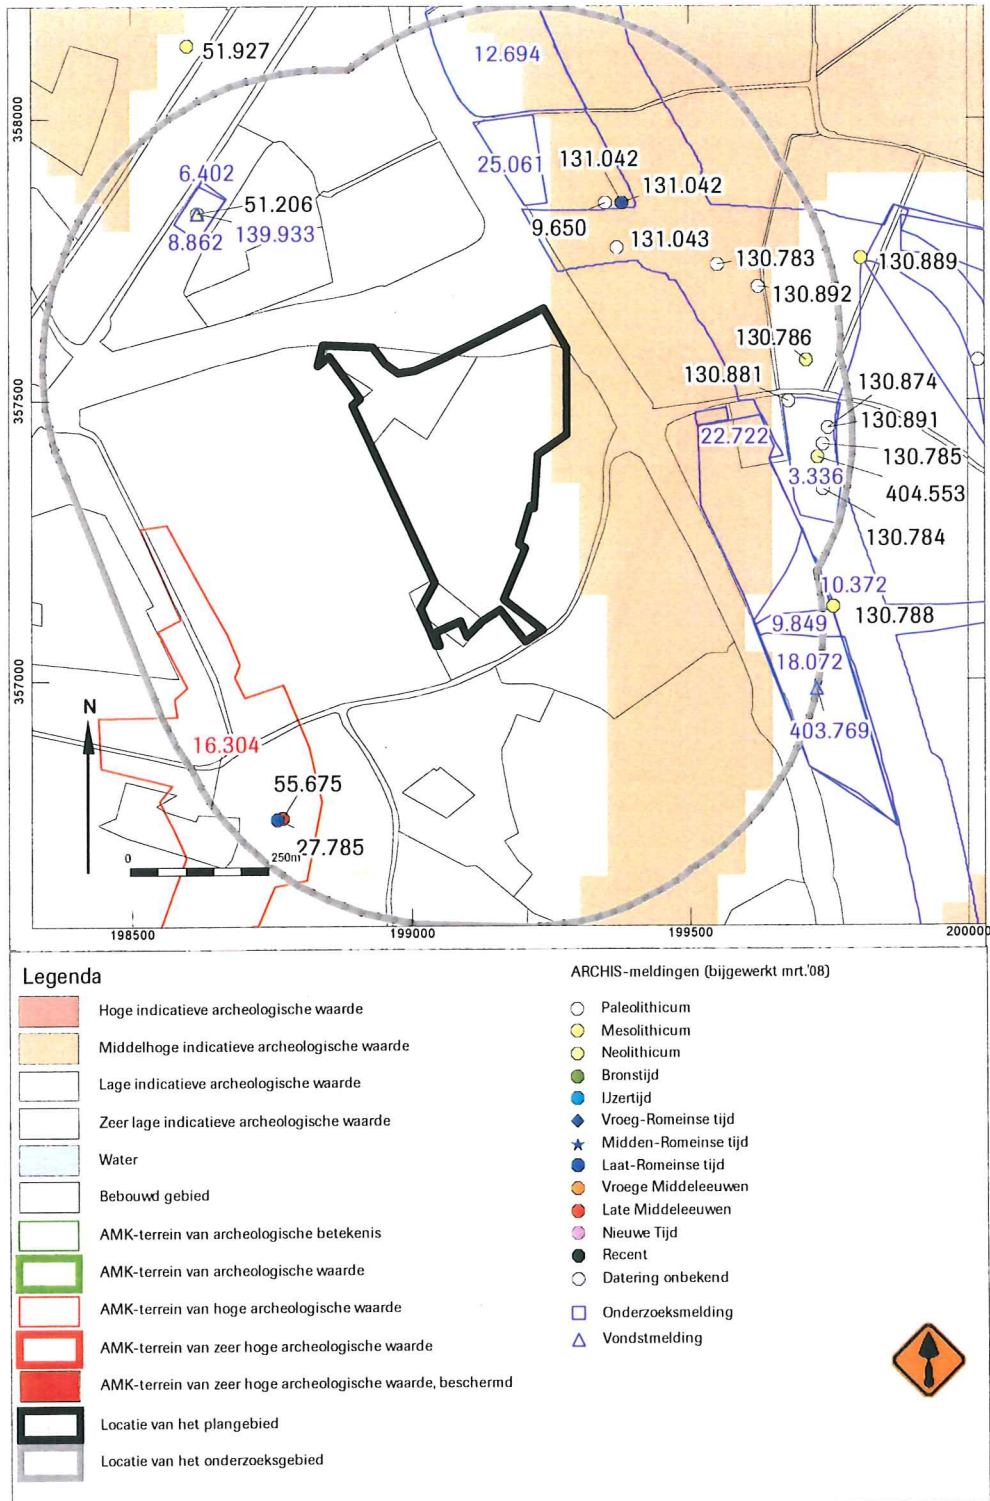 51.927
12.694
358000
25.061
131.042
131.042
6.402
51.206
9.650
131.043
8.862
139.933
130.783
130.889
130.892
130.786
130.881
130.874
357500
130.891
22.722
130.785
3.336
404.553
130.784
10.372
130.788
9.849
18.072
357000
N
403.769
16.304
55.675
27.785
0
250m
198500
199000
199500
200000
Legenda
Hoge indicatieve archeologische waarde
Middelhoge indicatieve archeologische waarde
Lage indicatieve archeologische waarde
Zeer lage indicatieve archeologische waarde
Water
Bebouwd gebied
AMK-terrein van archeologische betekenis
AMK-terrein van archeologische waarde
AMK-terrein van hoge archeologische waarde
AMK-terrein van zeer hoge archeologische waarde
AMK-terrein van zeer hoge archeologische waarde, beschermd
Locatie van het plangebied
Locatie van het onderzoeksgebied
ARCHIS-meldingen (bijgewerkt mrt.'08)
Paleolithicum
Mesolithicum
Neolithicum
Bronstijd
IJzertijd
Vroeg-Romeinse tijd
Midden-Romeinse tijd
Laat-Romeinse tijd
Vroege Middeleeuwen
Late Middeleeuwen
Nieuwe Tijd
Recent
Datering onbekend
Onderzoeksmelding
Vondstmelding